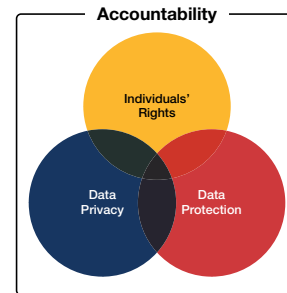 Accountability
Individuals'
Rights
Data
Privacy
Data
Protection